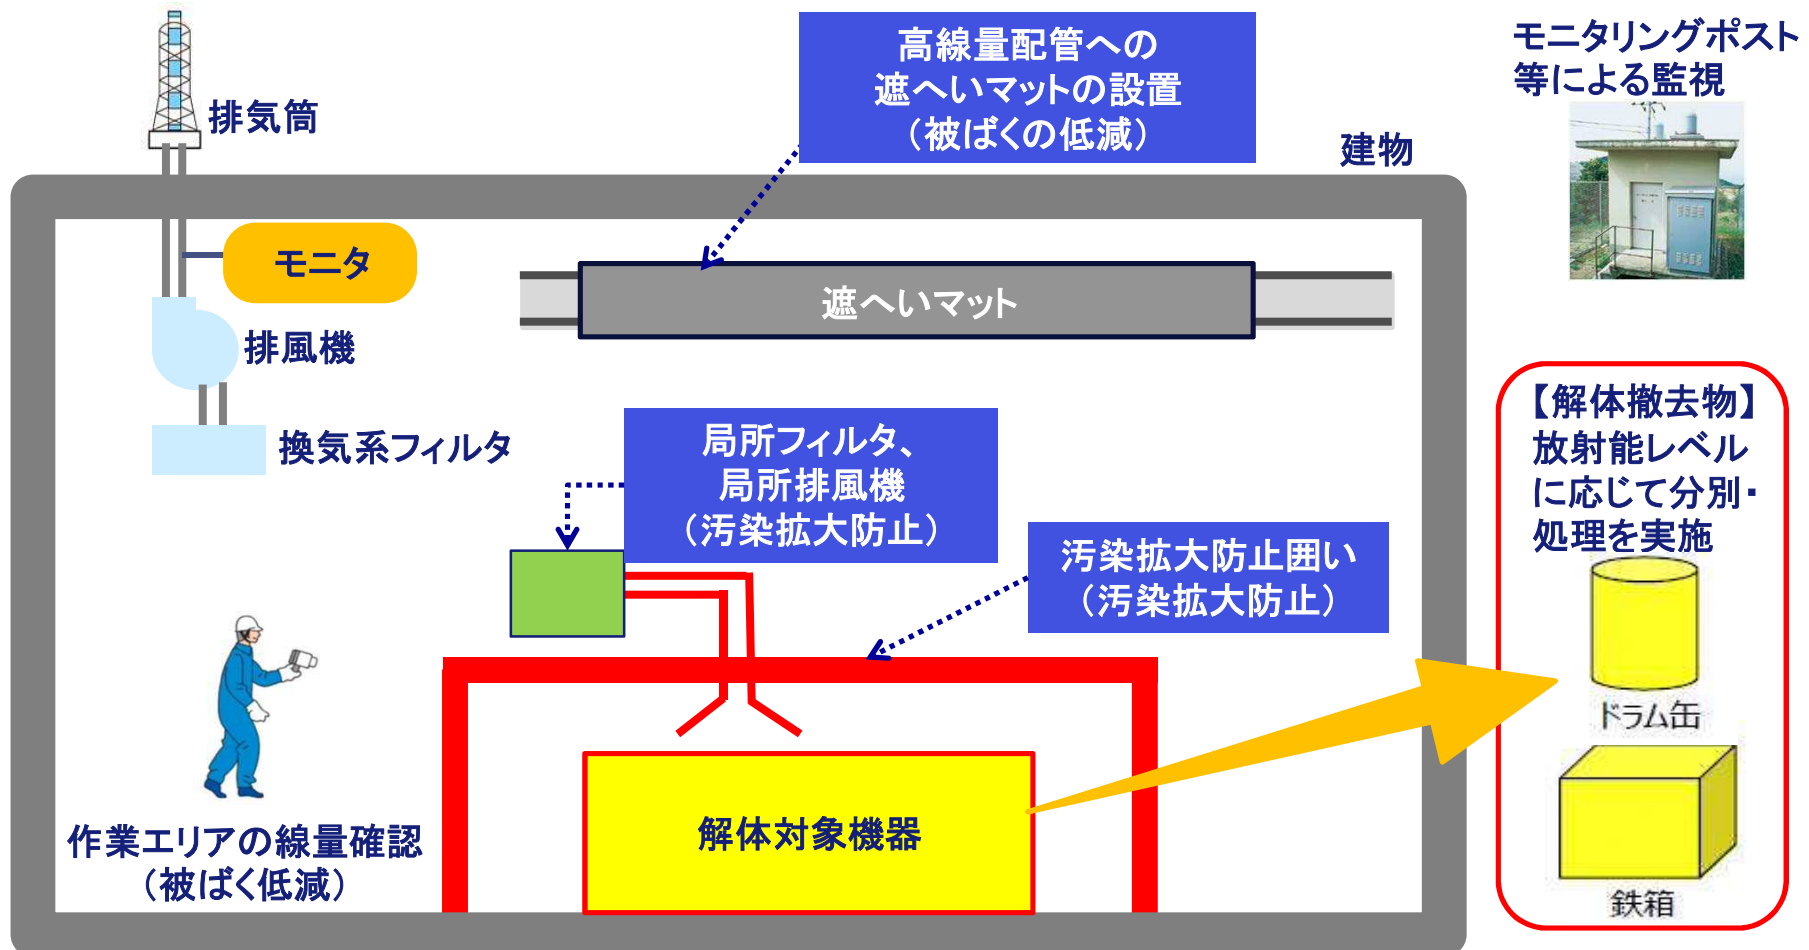 高線量配管への
遮へいマットの設置
（被ばくの低減）
モニタリングポスト
等による監視
排気筒
建物
モニタ
遮へいマット
排風機
換気系フィルタ
局所フィルタ、
局所排風機
（汚染拡大防止）
汚染拡大防止囲い
（汚染拡大防止）
【解体撤去物】
放射能レベル
に応じて分別・
処理を実施
ドラム缶
鉄箱
解体対象機器
作業エリアの線量確認
（被ばく低減）